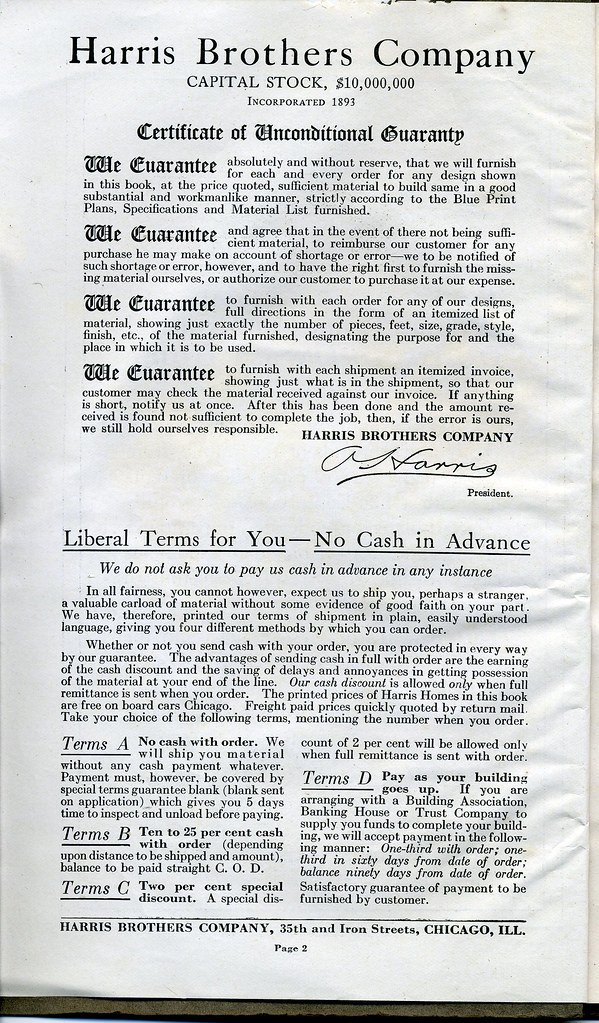 Harris Brothers Company
CAPITAL STOCK, $10,000,000
INCORPORATED 1893
Certificate of Unconditional Guaranty
We Guarantee absolutely and without reserve, that we will furnish
for each and every order for any design shown
in this book, at the price quoted, sufficient material to build same in a good
substantial and workmanlike manner, strictly according to the Blue Print
Plans, Specifications and Material List furnished.
We Guarantee and agree that in the event of there not being suffi-
cient material, to reimburse our customer for any
purchase he may make on account of shortage or error—we to be notified of
such shortage or error, however, and to have the right first to furnish the miss-
ing material ourselves, or authorize our customer to purchase it at our expense.
We Guarantee to furnish with each order for any of our designs,
full directions in the form of an itemized list of
material, showing just exactly the number of pieces, feet, size, grade, style,
finish, etc., of the material furnished, designating the purpose for and the
place in which it is to be used.
We Guarantee to furnish with each shipment an itemized invoice,
showing just what is in the shipment, so that our
customer may check the material received against our invoice. If anything
is short, notify us at once. After this has been done and the amount re-
ceived is found not sufficient to complete the job, then, if the error is ours,
we still hold ourselves responsible.
HARRIS BROTHERS COMPANY
Harris
President.
Liberal Terms for You—No Cash in Advance
We do not ask you to pay us cash in advance in any instance
In all fairness, you cannot however, expect us to ship you, perhaps a stranger,
a valuable carload of material without some evidence of good faith on your part.
We have, therefore, printed our terms of shipment in plain, easily understood
language, giving you four different methods by which you can order.
Whether or not you send cash with your order, you are protected in every way
by our guarantee. The advantages of sending cash in full with order are the earning
of the cash discount and the saving of delays and annoyances in getting possession
of the material at your end of the line. Our cash discount is allowed only when full
remittance is sent when you order. The printed prices of Harris Homes in this book
are free on board cars Chicago. Freight paid prices quickly quoted by return mail.
Take your choice of the following terms, mentioning the number when you order.
Terms A No cash with order. We
will ship you material
without any cash payment whatever.
Payment must, however, be covered by
special terms guarantee blank (blank sent
on application) which gives you 5 days
time to inspect and unload before paying.
Terms B Ten to 25 per cent cash
with order (depending
upon distance to be shipped and amount),
balance to be paid straight C. O. D.
Terms C Two per cent special
discount. A special dis-
count of 2 per cent will be allowed only
when full remittance is sent with order.
Terms D Pay as your building
goes up. If you are
arranging with a Building Association,
Banking House or Trust Company to
supply you funds to complete your build-
ing, we will accept payment in the follow-
ing manner: One-third with order; one-
third in sixty days from date of order;
balance ninety days from date of order.
Satisfactory guarantee of payment to be
furnished by customer.
HARRIS BROTHERS COMPANY, 35th and Iron Streets, CHICAGO, ILL.
Page 2